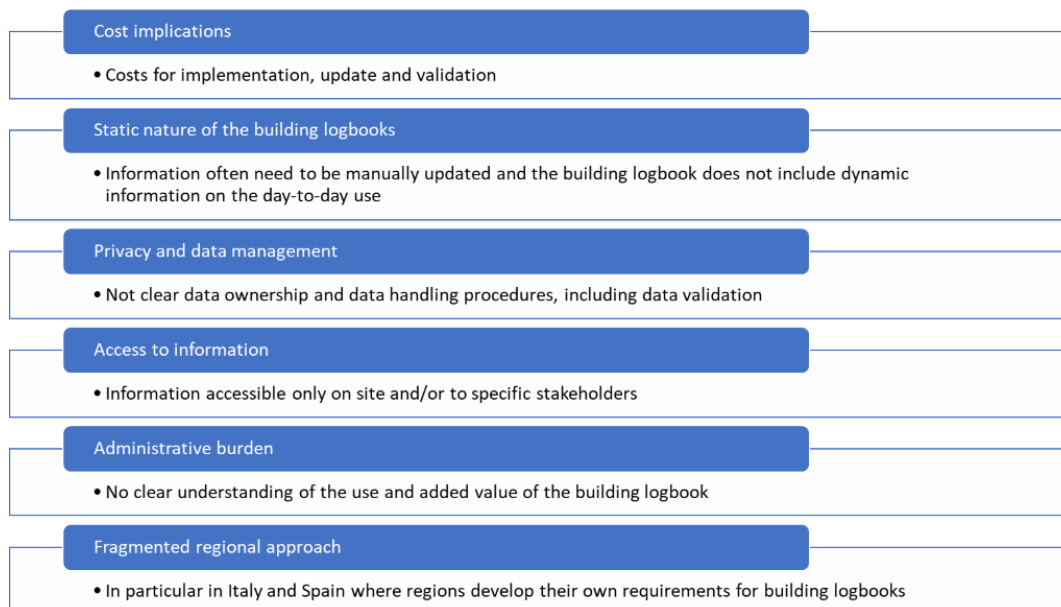 Cost implications
• Costs for implementation, update and validation
Static nature of the building logbooks
• Information often need to be manually updated and the building logbook does not include dynamic
information on the day-to-day use
Privacy and data management
• Not clear data ownership and data handling procedures, including data validation
Access to information
• Information accessible only on site and/or to specific stakeholders
Administrative burden
• No clear understanding of the use and added value of the building logbook
Fragmented regional approach
• In particular in Italy and Spain where regions develop their own requirements for building logbooks